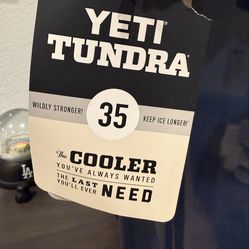 YETI
TUNDRA®
WILDLY STRONGER! 35 KEEP ICE LONGER!
The COOLER
YOU'VE ALWAYS WANTED
THE LAST NEED
YOU'LL EVER
LA